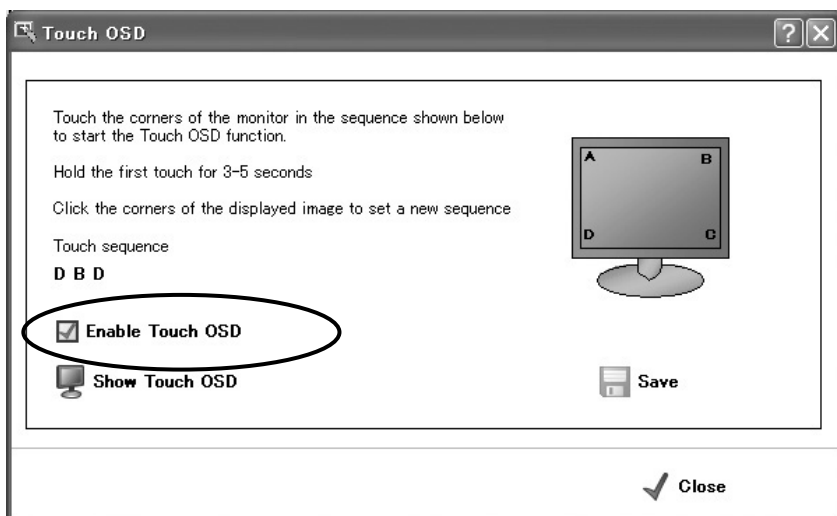 Touch OSD
Touch the corners of the monitor in the sequence shown below
to start the Touch OSD function.
Hold the first touch for 3-5 seconds
Click the corners of the displayed image to set a new sequence
Touch sequence
D B D
A B
D C
Enable Touch OSD
Show Touch OSD
Save
Close